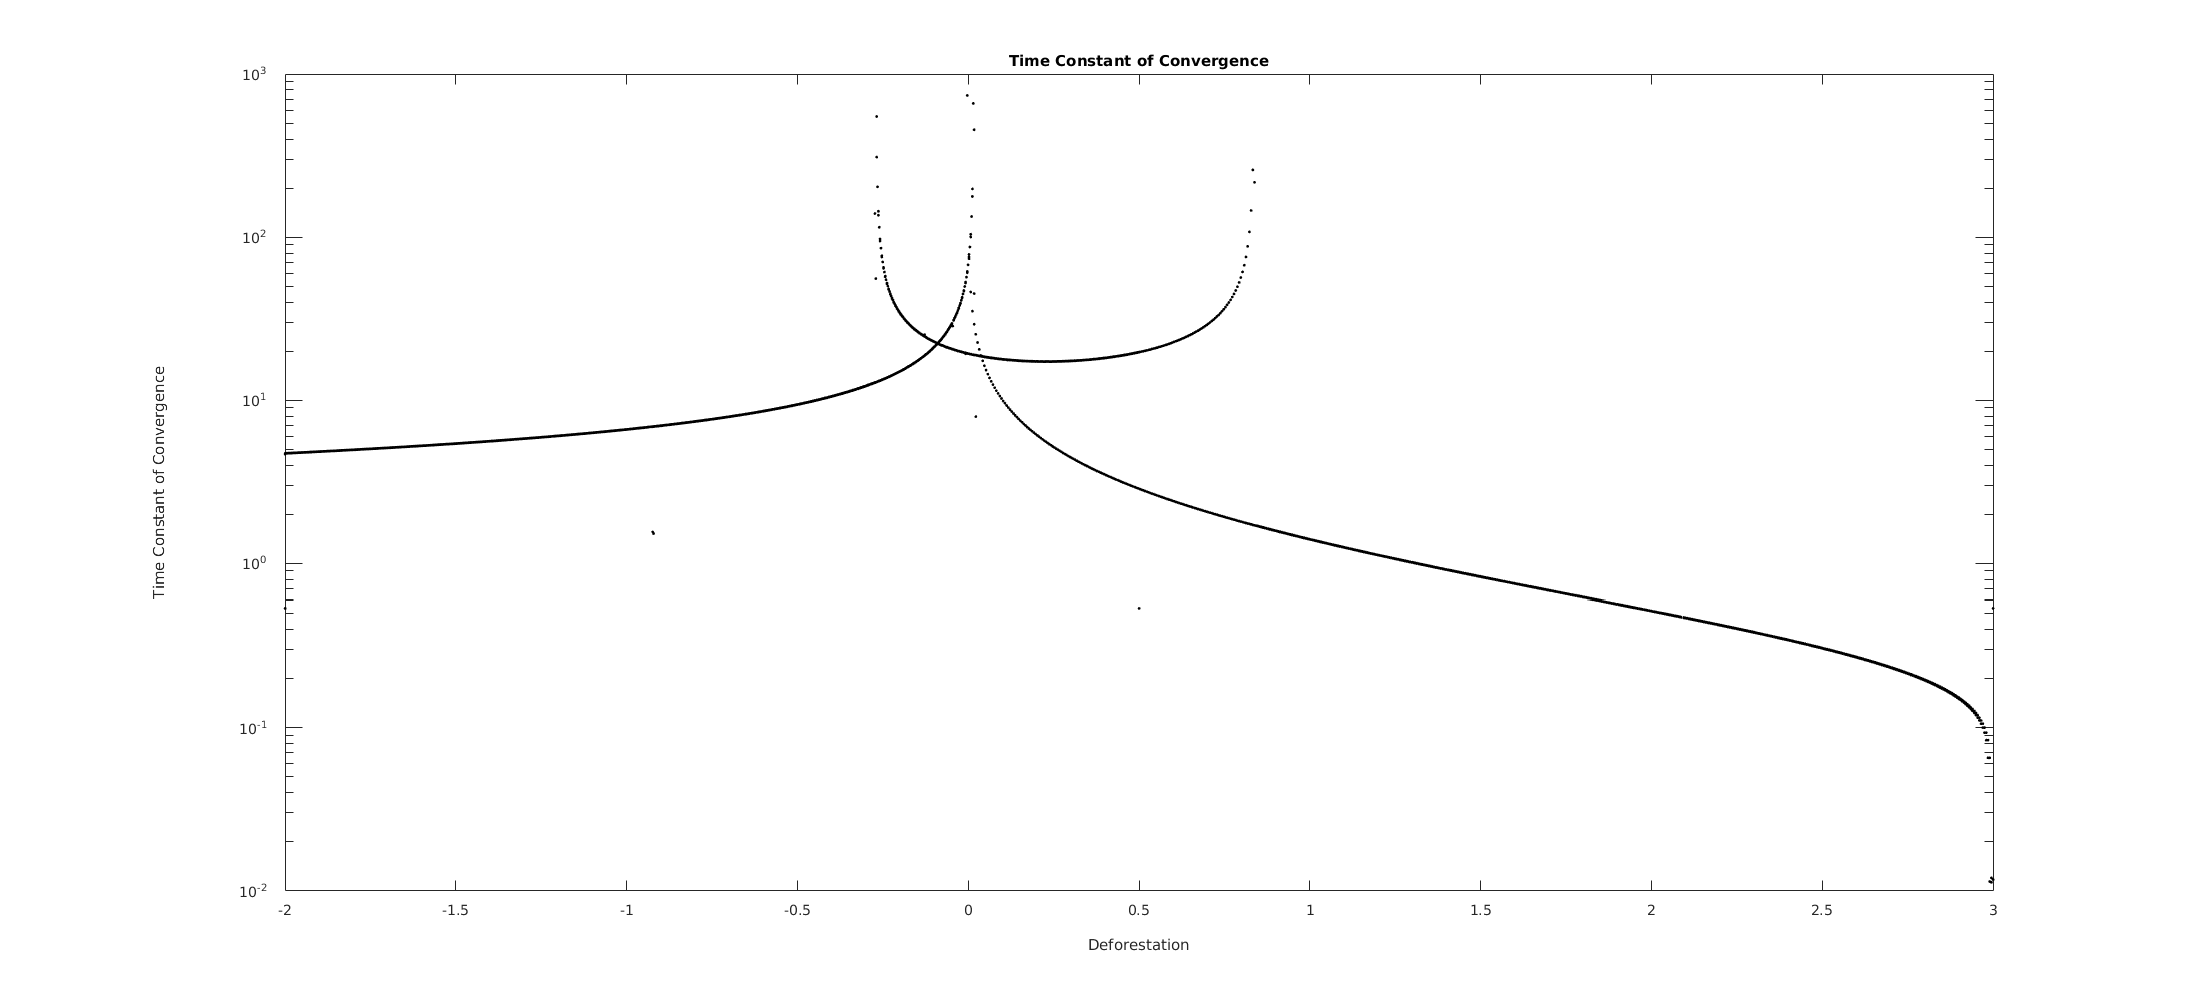 Time Constant of Convergence
10^3
10^2
10^1
10^0
10^-1
10^-2
Time Constant of Convergence
-2 -1.5 -1 -0.5 0 0.5 1 1.5 2 2.5 3
Deforestation